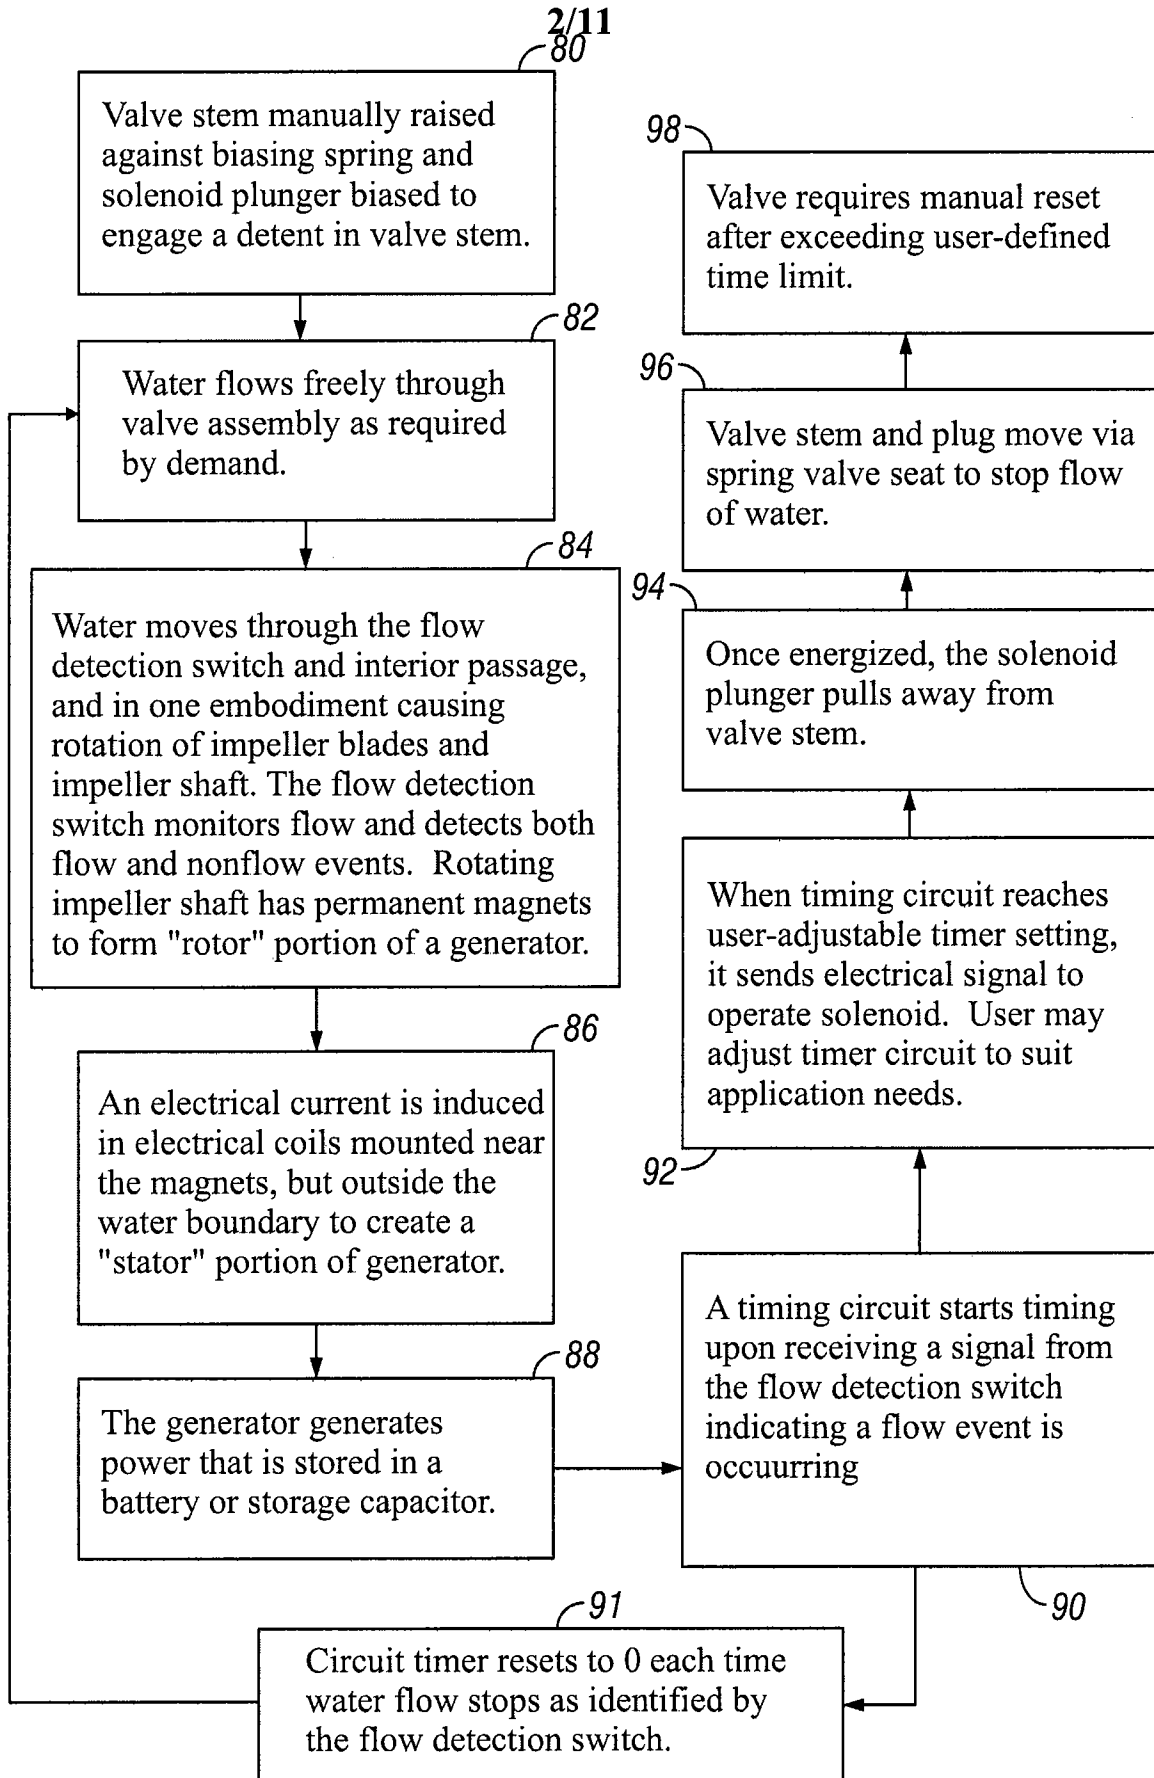 2/11
80
Valve stem manually raised
against biasing spring and
solenoid plunger biased to
engage a detent in valve stem.
82
Water flows freely through
valve assembly as required
by demand.
84
Water moves through the flow
detection switch and interior passage,
and in one embodiment causing
rotation of impeller blades and
impeller shaft. The flow detection
switch monitors flow and detects both
flow and nonflow events. Rotating
impeller shaft has permanent magnets
to form "rotor" portion of a generator.
86
An electrical current is induced
in electrical coils mounted near
the magnets, but outside the
water boundary to create a
"stator" portion of generator.
88
The generator generates
power that is stored in a
battery or storage capacitor.
90
A timing circuit starts timing
upon receiving a signal from
the flow detection switch
indicating a flow event is
occuurring
91
Circuit timer resets to 0 each time
water flow stops as identified by
the flow detection switch.
92
When timing circuit reaches
user-adjustable timer setting,
it sends electrical signal to
operate solenoid. User may
adjust timer circuit to suit
application needs.
94
Once energized, the solenoid
plunger pulls away from
valve stem.
96
Valve stem and plug move via
spring valve seat to stop flow
of water.
98
Valve requires manual reset
after exceeding user-defined
time limit.